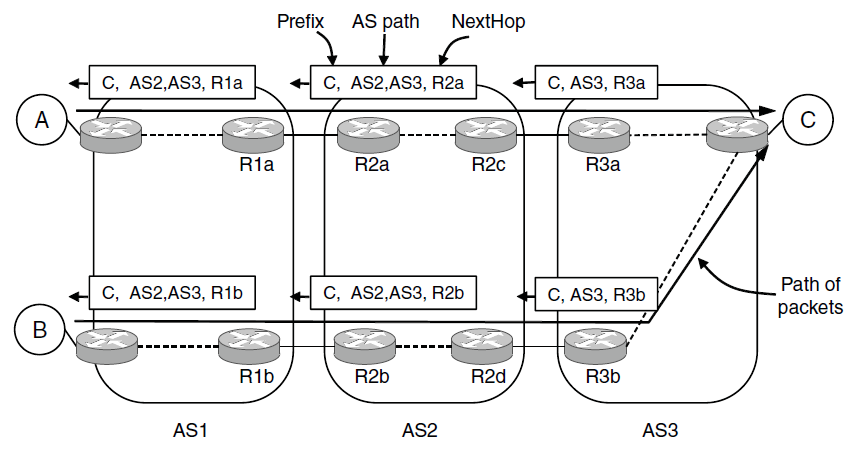 Prefix AS path NextHop
C, AS2,AS3, R1a C, AS2,AS3, R2a C, AS3, R3a
A C
R1a R2a R2c R3a
C, AS2,AS3, R1b C, AS2,AS3, R2b C, AS3, R3b
Path of
packets
B
R1b R2b R2d R3b
AS1 AS2 AS3